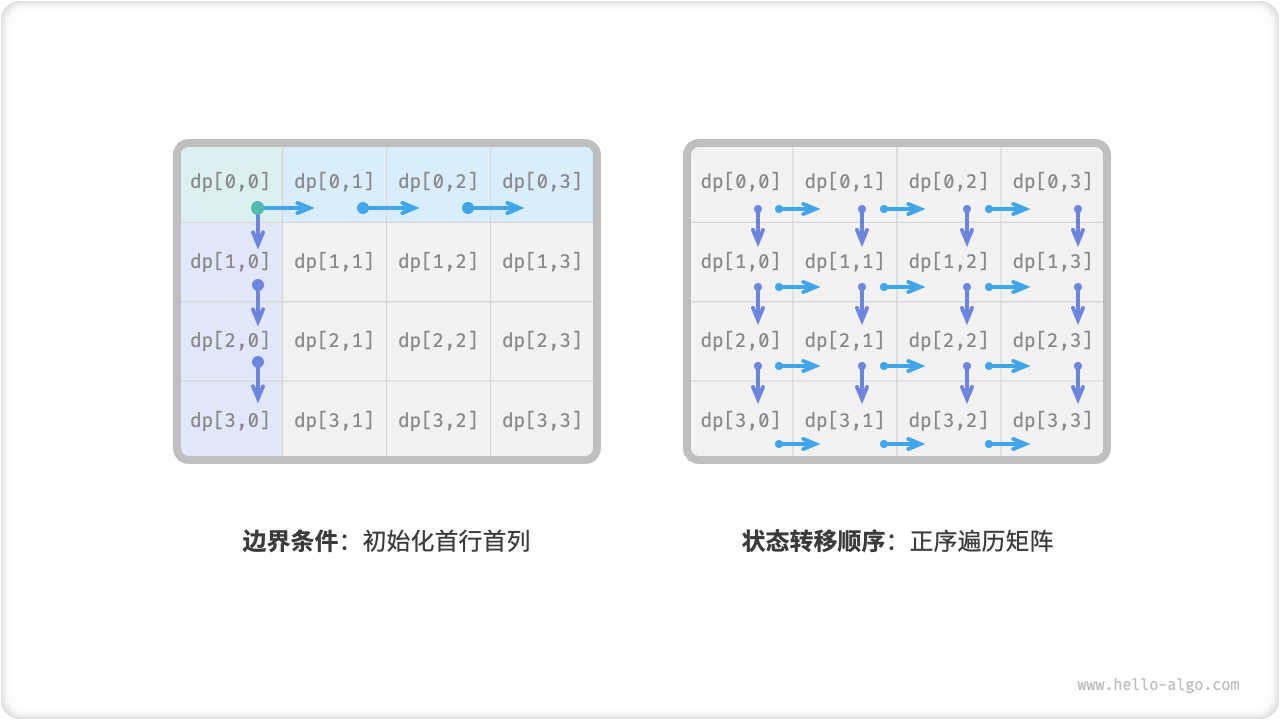 dp[0,0] dp[0,1] dp[0,2] dp[0,3]
dp[1,0] dp[1,1] dp[1,2] dp[1,3]
dp[2,0] dp[2,1] dp[2,2] dp[2,3]
dp[3,0] dp[3,1] dp[3,2] dp[3,3]
边界条件：初始化首行首列
dp[0,0] dp[0,1] dp[0,2] dp[0,3]
dp[1,0] dp[1,1] dp[1,2] dp[1,3]
dp[2,0] dp[2,1] dp[2,2] dp[2,3]
dp[3,0] dp[3,1] dp[3,2] dp[3,3]
状态转移顺序：正序遍历矩阵
www.hello-algo.com